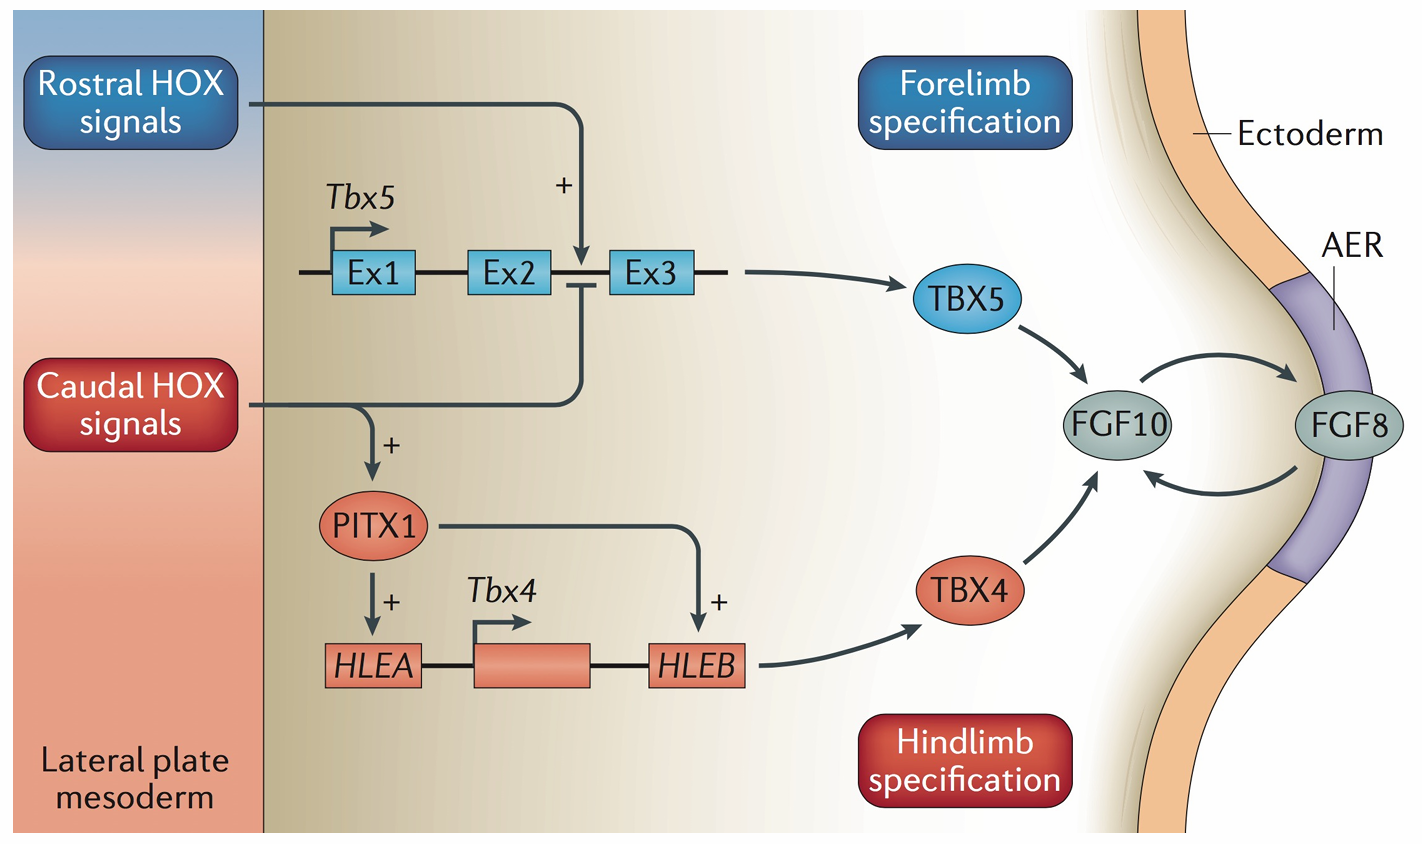 Rostral HOX
signals
Forelimb
specification
Ectoderm
Tbx5
+
Ex1
Ex2
Ex3
AER
TBX5
Caudal HOX
signals
+
FGF10
FGF8
PITX1
+
Tbx4
+
TBX4
HLEA
HLEB
Hindlimb
specification
Lateral plate
mesoderm